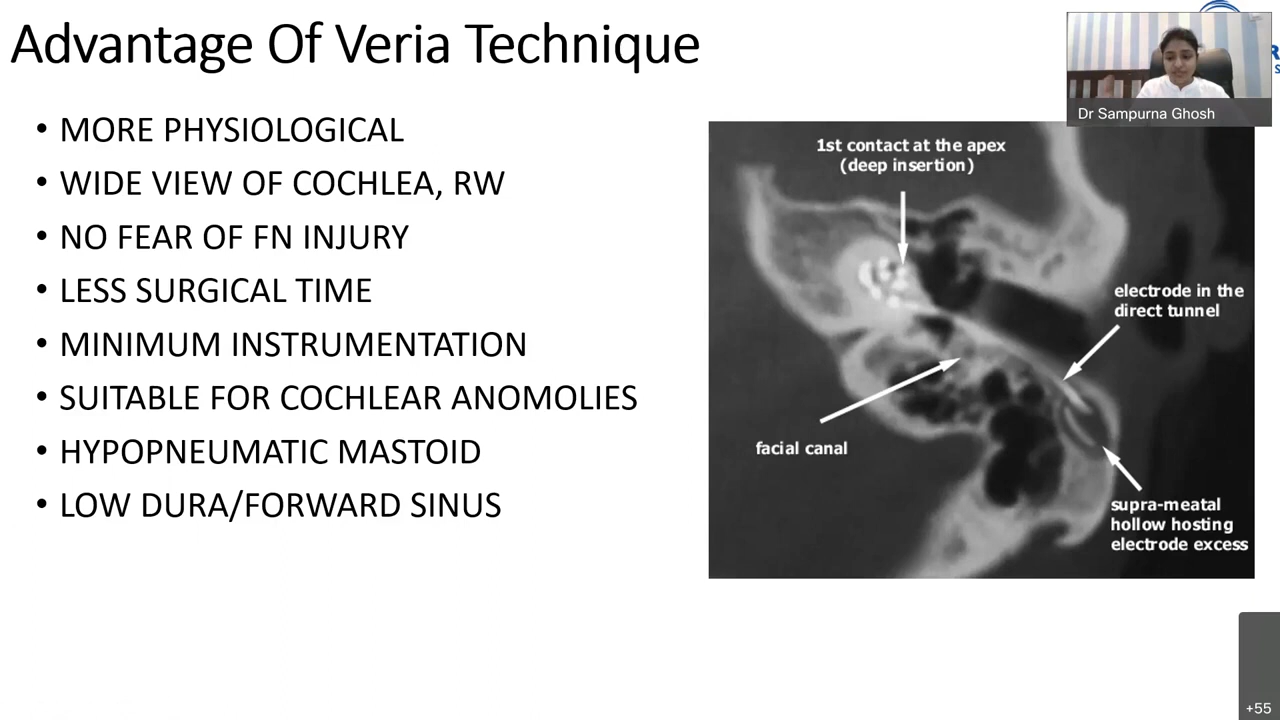 Advantage Of Veria Technique
Dr Sampurna Ghosh
• MORE PHYSIOLOGICAL
• WIDE VIEW OF COCHLEA, RW
• NO FEAR OF FN INJURY
• LESS SURGICAL TIME
• MINIMUM INSTRUMENTATION
• SUITABLE FOR COCHLEAR ANOMOLIES
• HYPOPNEUMATIC MASTOID
• LOW DURA/FORWARD SINUS
1st contact at the apex
(deep insertion)
electrode in the
direct tunnel
facial canal
supra-meatal
hollow hosting
electrode excess
+55